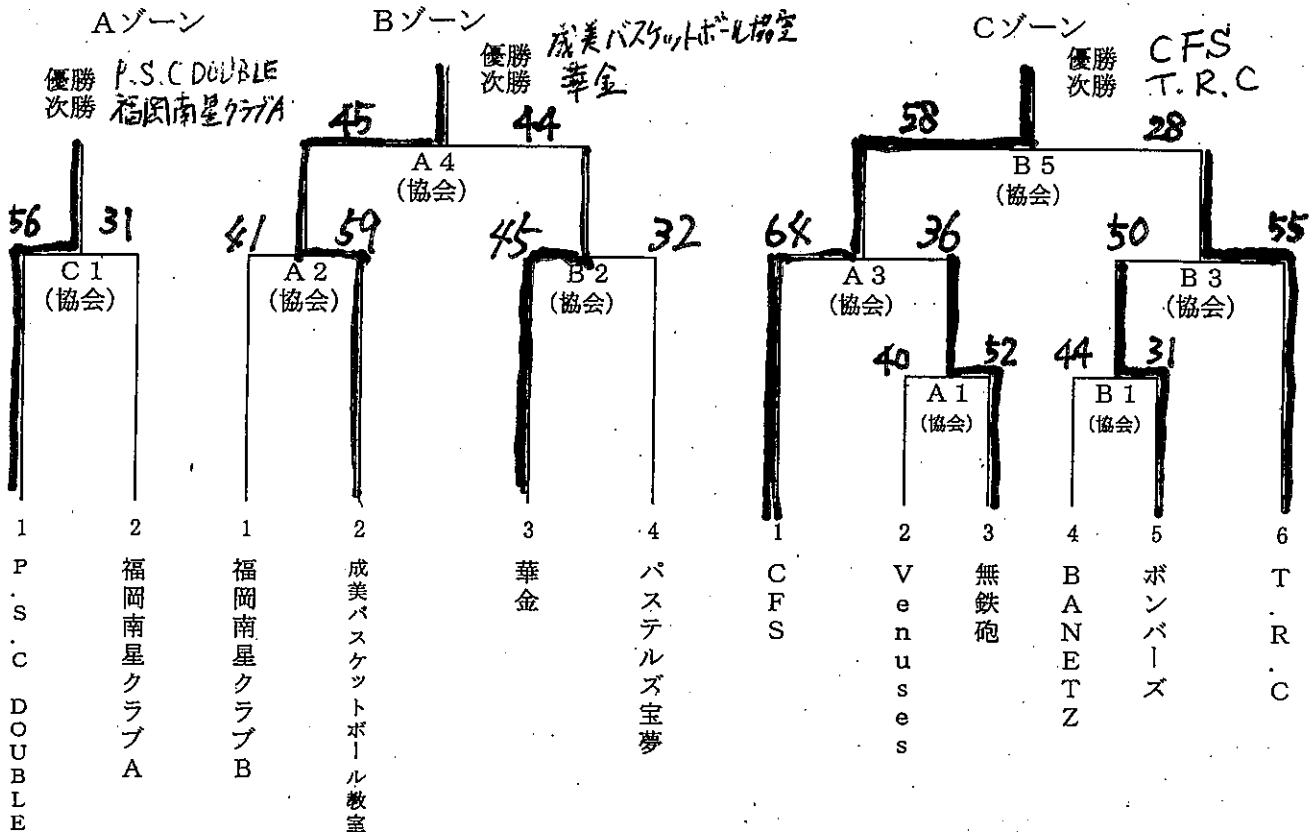 Aゾーン
優勝 P.S.C DOUBLE
次勝 福岡南星クラブA
Bゾーン
優勝 成美バスケットボール教室
次勝 華金
Cゾーン
優勝 CFS
次勝 T.R.C
45 44
A4
(協会)
58 28
B5
(協会)
56 31
C1
(協会)
41 59
A2
(協会)
45 32
B2
(協会)
64 36
A3
(協会)
50 55
B3
(協会)
40 52
A1
(協会)
44 31
B1
(協会)
1 P.S.C DOUBLE
2 福岡南星クラブA
1 福岡南星クラブB
2 成美バスケットボール教室
3 華金
4 パステルズ宝夢
1 CFS
2 Venuses
3 無鉄砲
4 BANETZ
5 ボンバーズ
6 T.R.C